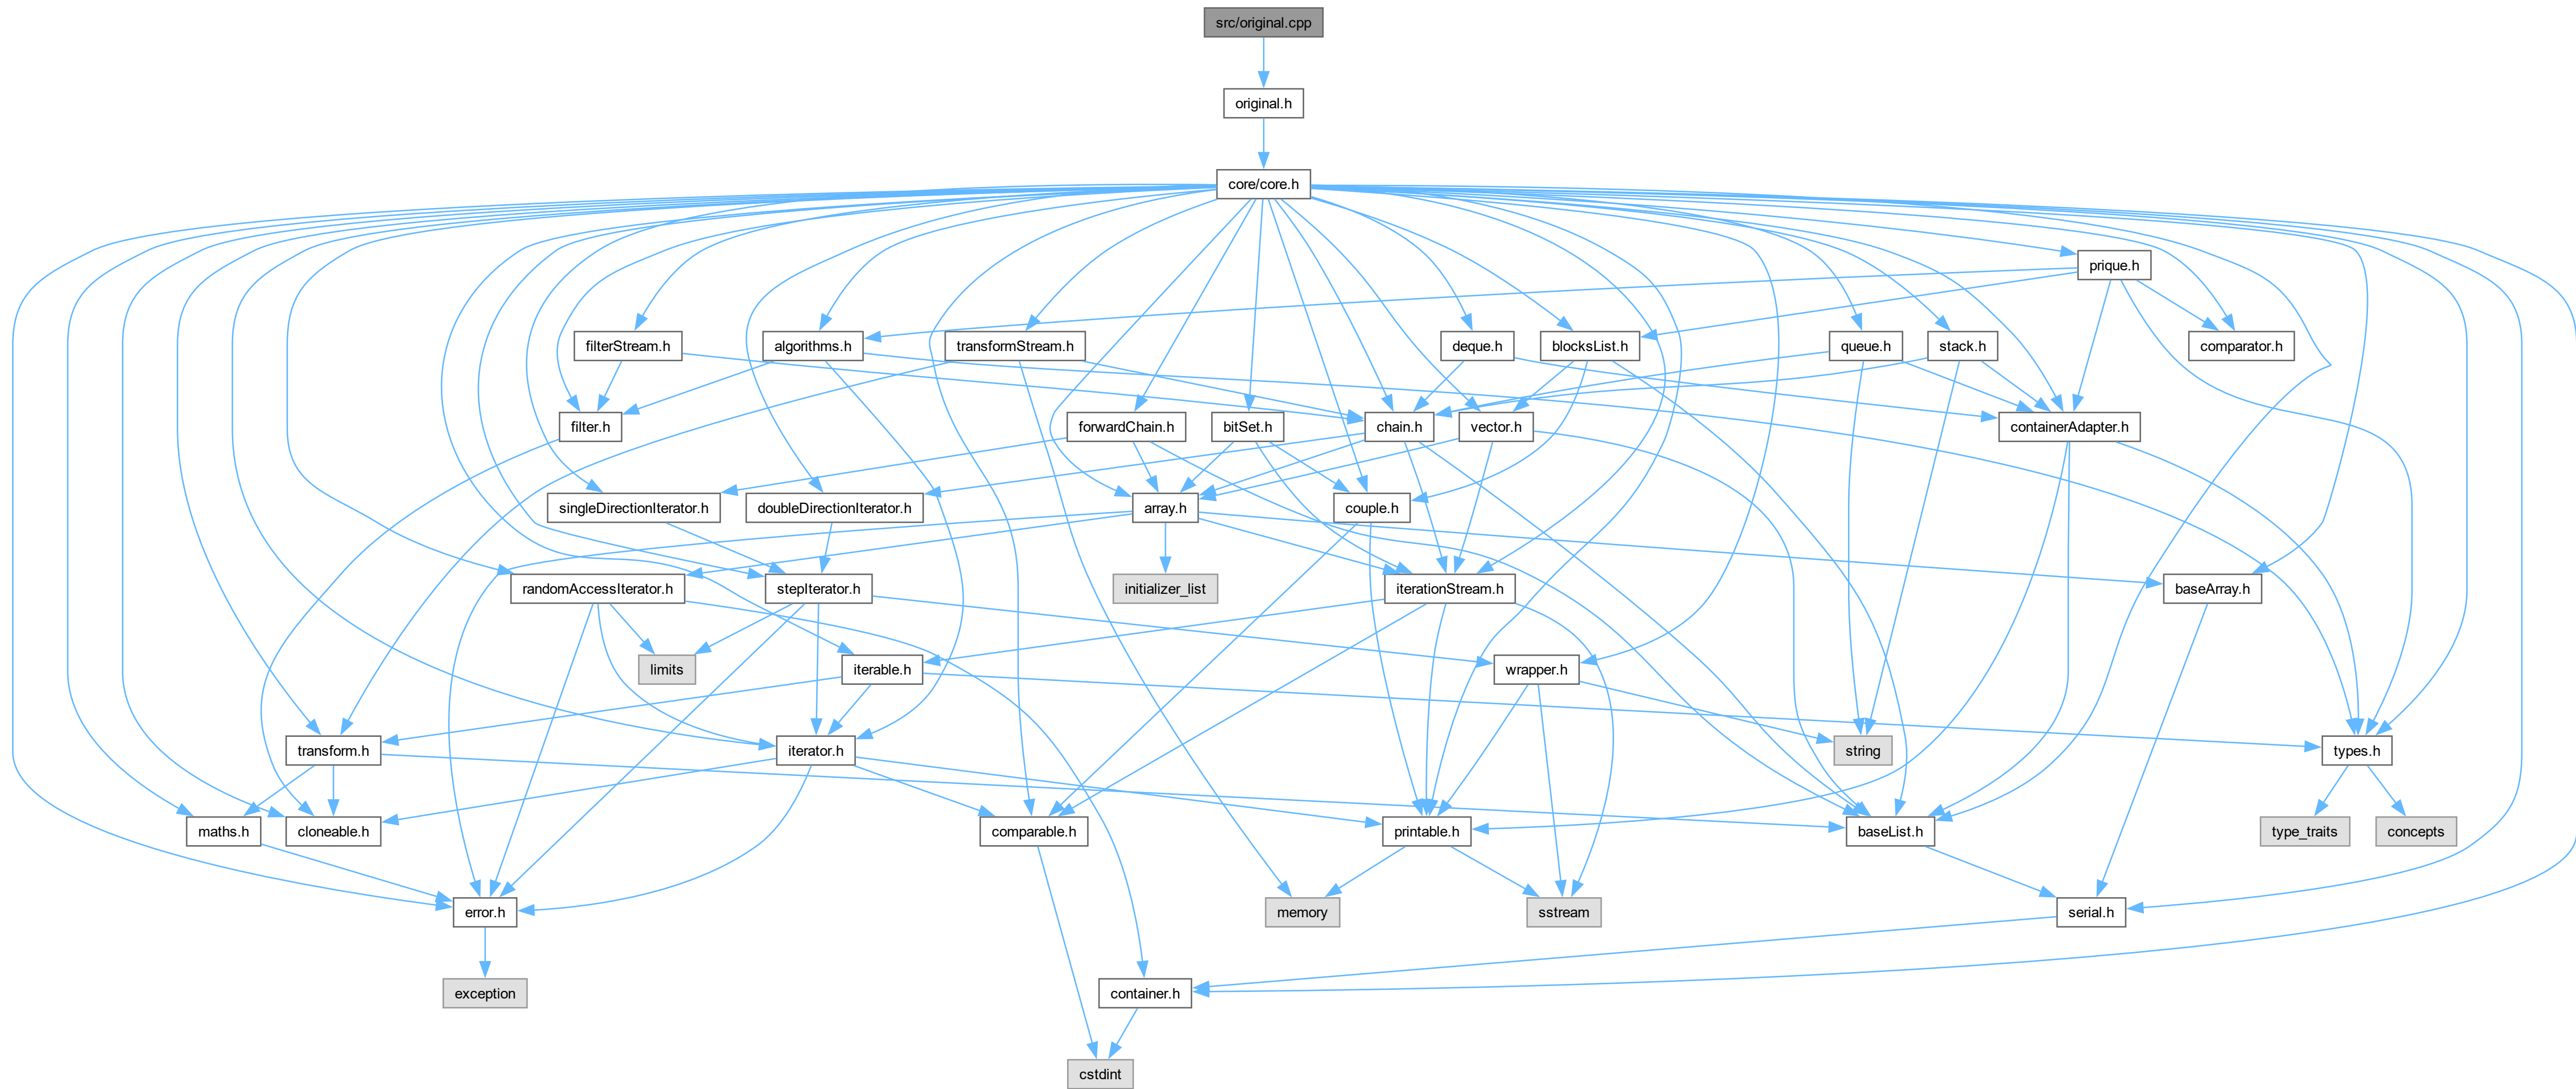 src/original.cpp
original.h
core/core.h
prique.h
filterStream.h
algorithms.h
transformStream.h
deque.h
blocksList.h
queue.h
stack.h
comparator.h
filter.h
forwardChain.h
bitSet.h
chain.h
vector.h
containerAdapter.h
singleDirectionIterator.h
doubleDirectionIterator.h
array.h
couple.h
randomAccessIterator.h
stepIterator.h
initializer_list
iterationStream.h
baseArray.h
limits
iterable.h
wrapper.h
transform.h
iterator.h
string
types.h
maths.h
cloneable.h
comparable.h
printable.h
baseList.h
type_traits
concepts
error.h
memory
sstream
serial.h
exception
container.h
cstdint